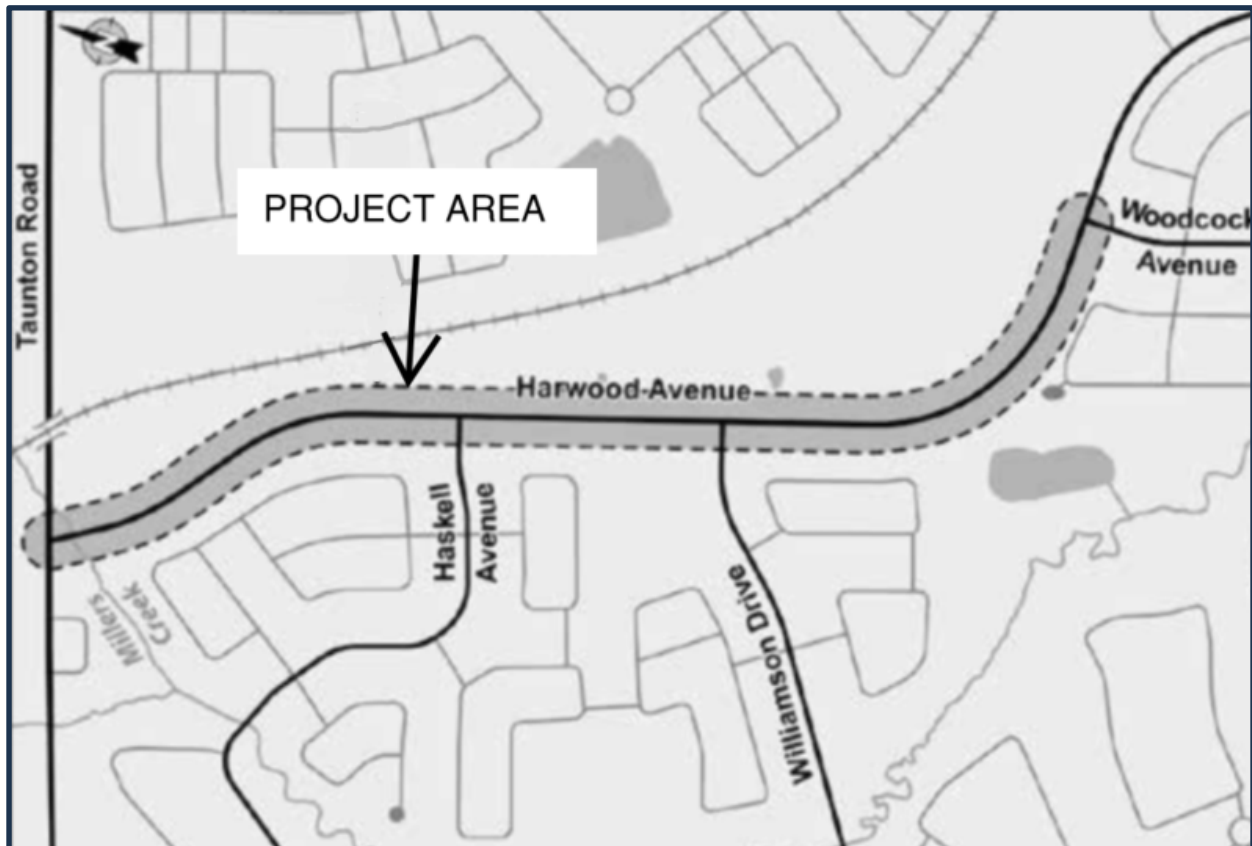 PROJECT AREA
Taunton Road
Woodcock
Avenue
Harwood Avenue
Haskell
Avenue
Millers
Creek
Williamson Drive